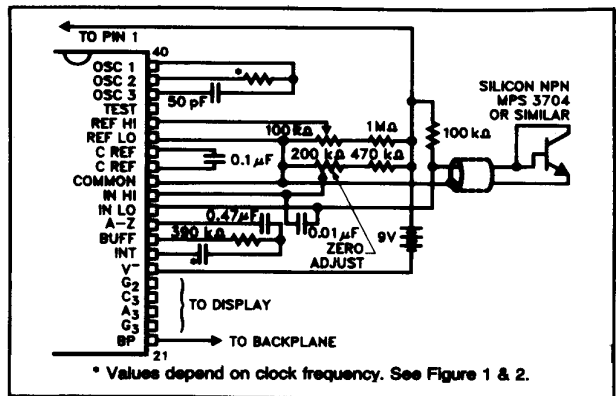 TO PIN 1
40
OSC 1
OSC 2
OSC 3
TEST
REF HI
REF LO
C REF
C REF
COMMON
IN HI
IN LO
A-Z
BUFF
INT
V-
G2
C3
A3
G3
BP
21
*
50 pF
0.1 μF
100 kΩ
1MΩ
200 kΩ
470 kΩ
100 kΩ
0.47μF
390 kΩ
*
0.01 μF
ZERO
ADJUST
9V
SILICON NPN
MPS 3704
OR SIMILAR
TO DISPLAY
TO BACKPLANE
* Values depend on clock frequency. See Figure 1 & 2.